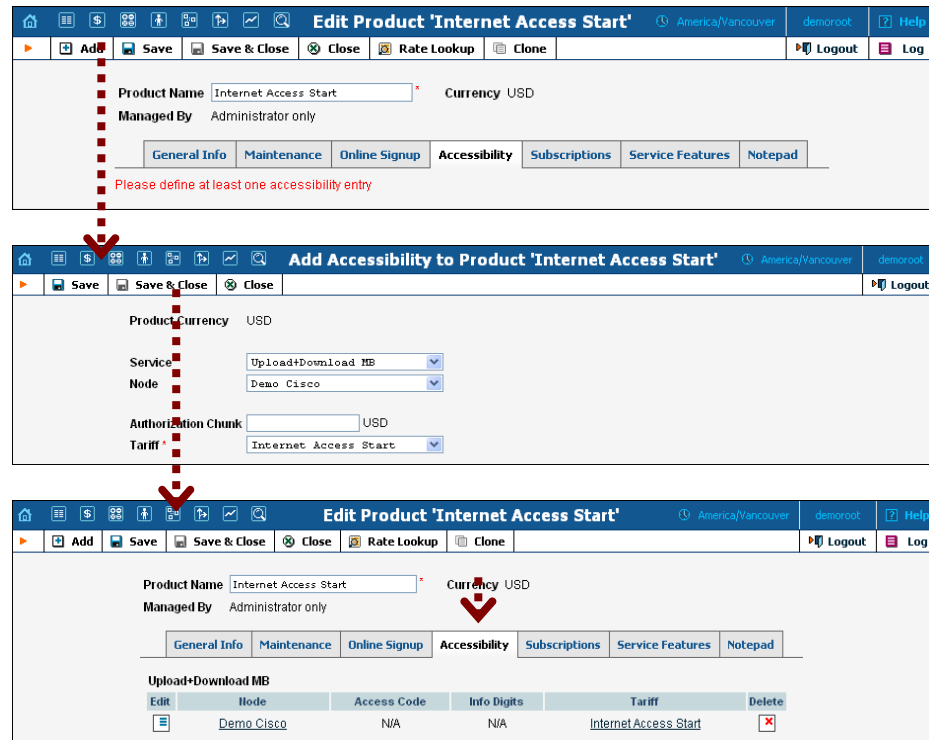 Edit Product 'Internet Access Start' America/Vancouver demoroot ? Help
Add Save Save & Close Close Rate Lookup Clone Logout Log
Product Name Internet Access Start * Currency USD
Managed By Administrator only
General Info Maintenance Online Signup Accessibility Subscriptions Service Features Notepad
Please define at least one accessibility entry
Add Accessibility to Product 'Internet Access Start' America/Vancouver demoroot
Save Save & Close Close Logout
Product Currency USD
Service Upload+Download MB
Node Demo Cisco
Authorization Chunk USD
Tariff * Internet Access Start
Edit Product 'Internet Access Start' America/Vancouver demoroot ? Help
Add Save Save & Close Close Rate Lookup Clone Logout Log
Product Name Internet Access Start * Currency USD
Managed By Administrator only
General Info Maintenance Online Signup Accessibility Subscriptions Service Features Notepad
Upload+Download MB
Edit Node Access Code Info Digits Tariff Delete
Demo Cisco N/A N/A Internet Access Start